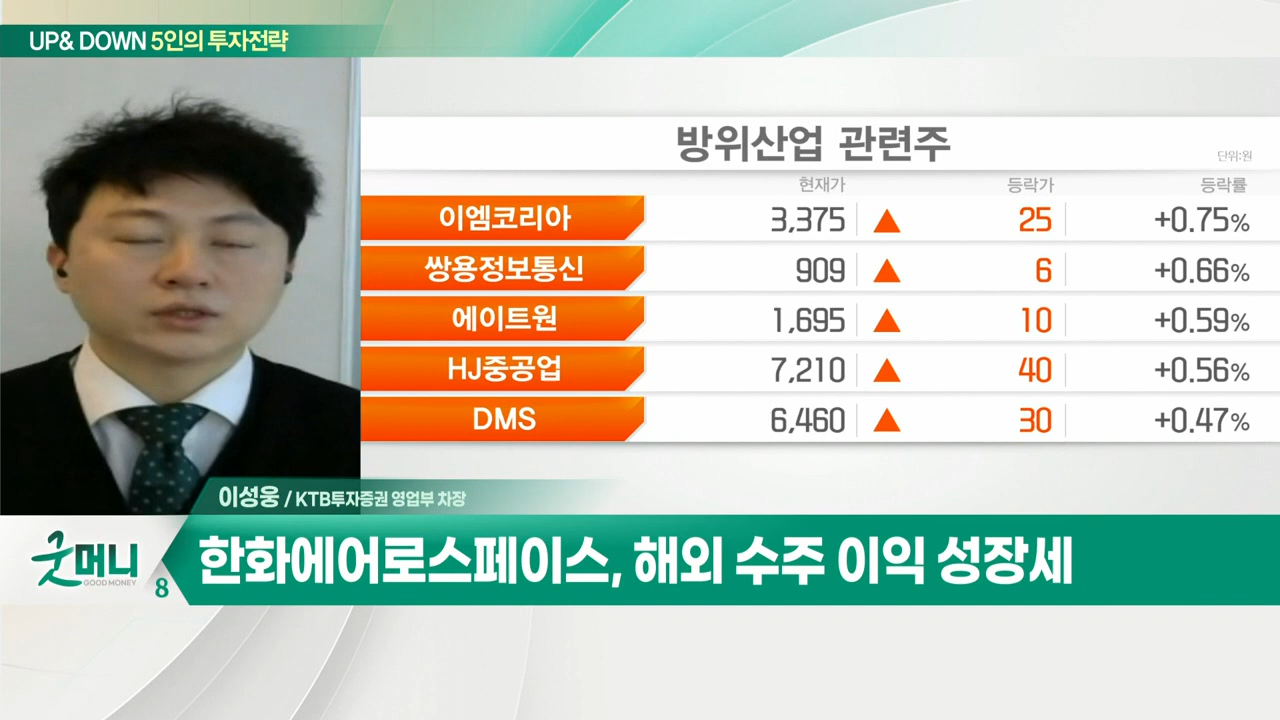 UP& DOWN 5인의 투자전략
방위산업 관련주
단위:원
현재가 등락가 등락률
이엠코리아 3,375 ▲ 25 +0.75%
쌍용정보통신 909 ▲ 6 +0.66%
에이트원 1,695 ▲ 10 +0.59%
HJ중공업 7,210 ▲ 40 +0.56%
DMS 6,460 ▲ 30 +0.47%
이성웅 / KTB투자증권 영업부 차장
굿머니
GOOD MONEY
8
한화에어로스페이스, 해외 수주 이익 성장세